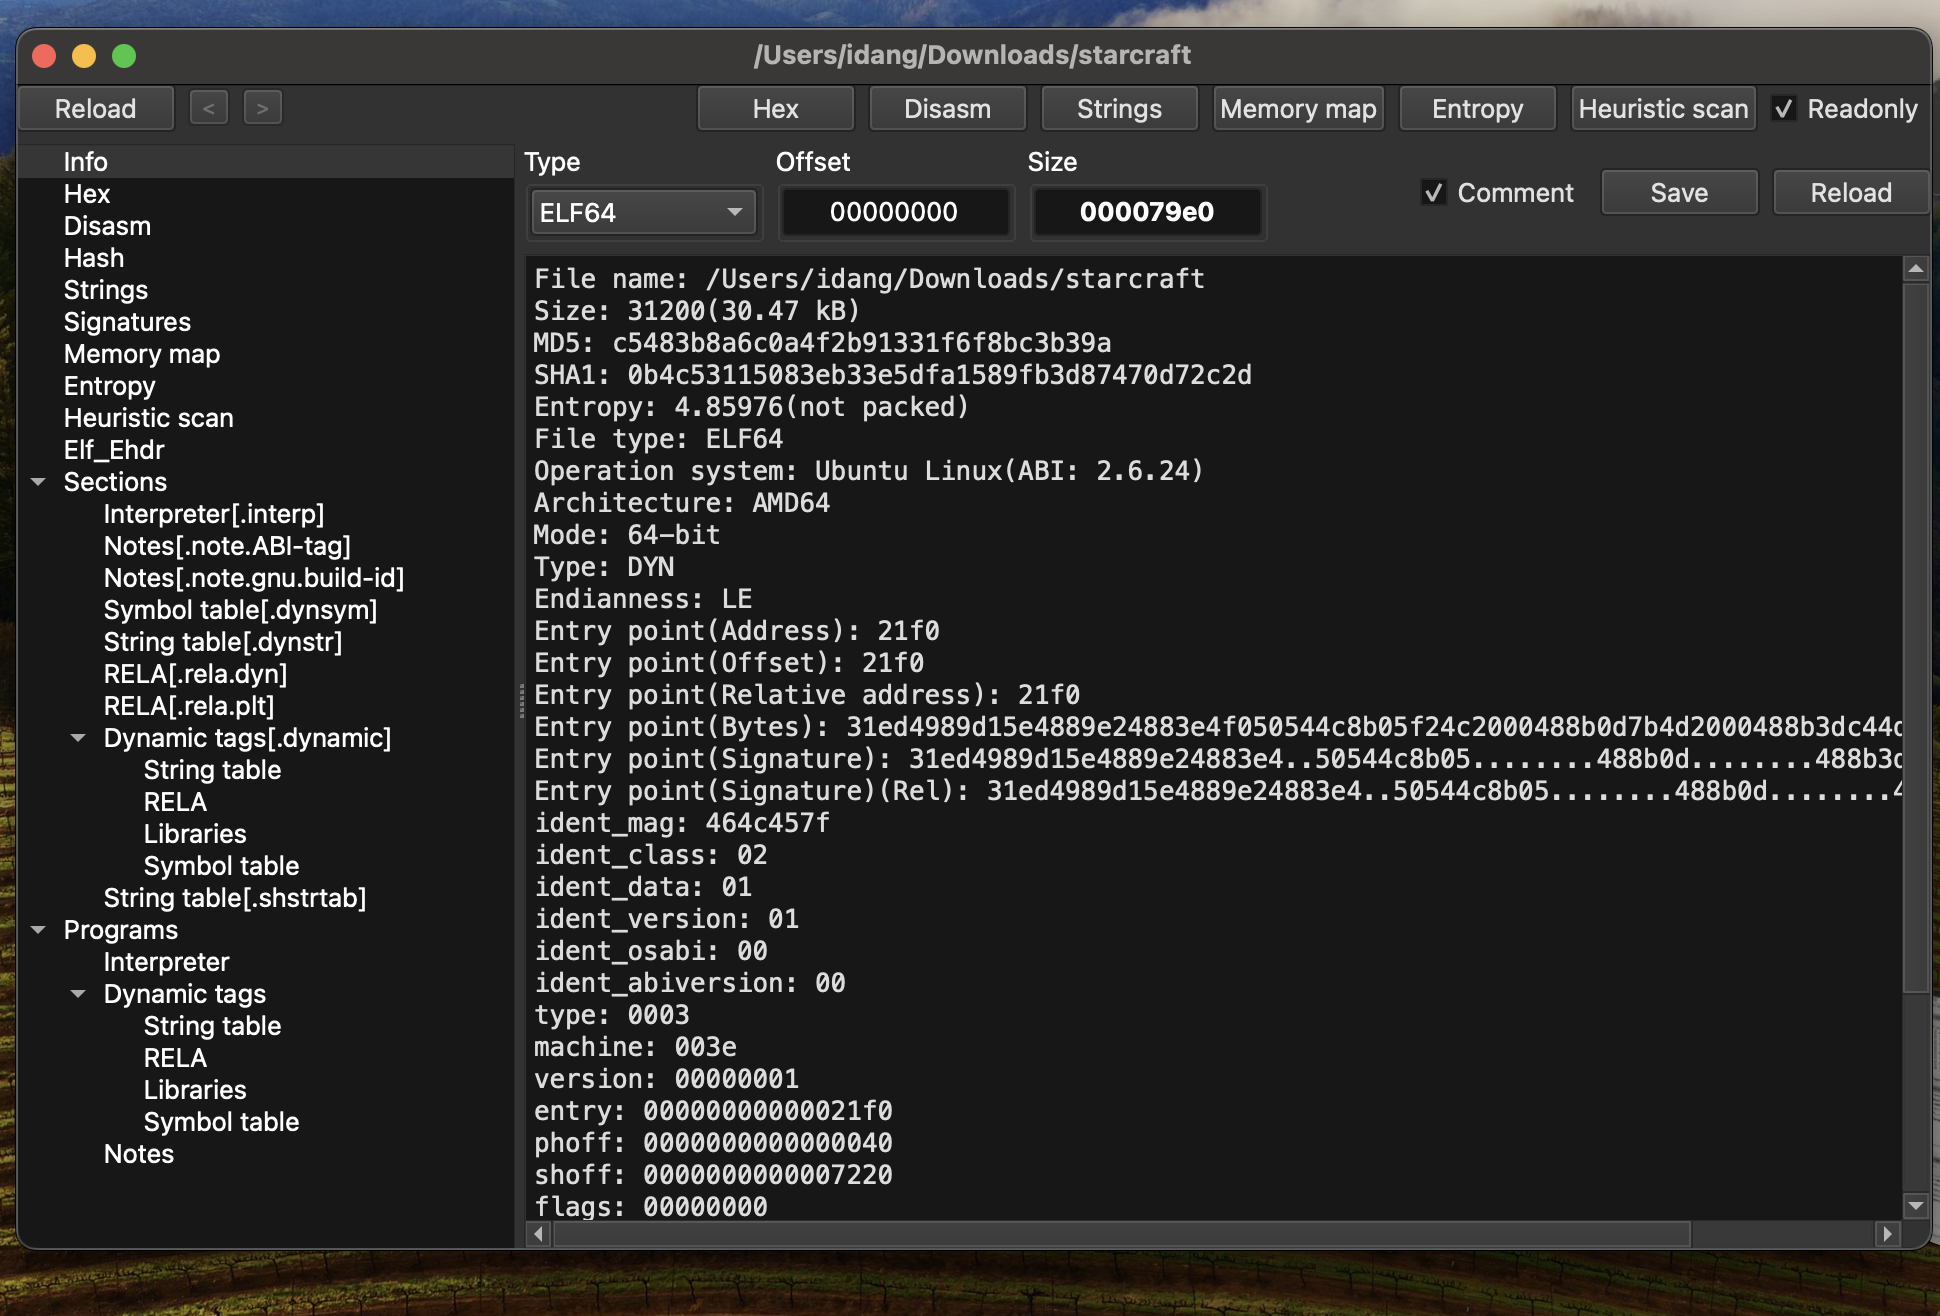 /Users/idang/Downloads/starcraft
Reload < > Hex Disasm Strings Memory map Entropy Heuristic scan Readonly
Info
Hex
Disasm
Hash
Strings
Signatures
Memory map
Entropy
Heuristic scan
Elf_Ehdr
Sections
Interpreter[.interp]
Notes[.note.ABI-tag]
Notes[.note.gnu.build-id]
Symbol table[.dynsym]
String table[.dynstr]
RELA[.rela.dyn]
RELA[.rela.plt]
Dynamic tags[.dynamic]
String table
RELA
Libraries
Symbol table
String table[.shstrtab]
Programs
Interpreter
Dynamic tags
String table
RELA
Libraries
Symbol table
Notes
Type Offset Size
ELF64 00000000 000079e0 Comment Save Reload
File name: /Users/idang/Downloads/starcraft
Size: 31200(30.47 kB)
MD5: c5483b8a6c0a4f2b91331f6f8bc3b39a
SHA1: 0b4c53115083eb33e5dfa1589fb3d87470d72c2d
Entropy: 4.85976(not packed)
File type: ELF64
Operation system: Ubuntu Linux(ABI: 2.6.24)
Architecture: AMD64
Mode: 64-bit
Type: DYN
Endianness: LE
Entry point(Address): 21f0
Entry point(Offset): 21f0
Entry point(Relative address): 21f0
Entry point(Bytes): 31ed4989d15e4889e24883e4f050544c8b05f24c2000488b0d7b4d2000488b3dc44d
Entry point(Signature): 31ed4989d15e4889e24883e4..50544c8b05........488b0d........488b3d
Entry point(Signature)(Rel): 31ed4989d15e4889e24883e4..50544c8b05........488b0d........4
ident_mag: 464c457f
ident_class: 02
ident_data: 01
ident_version: 01
ident_osabi: 00
ident_abiversion: 00
type: 0003
machine: 003e
version: 00000001
entry: 00000000000021f0
phoff: 0000000000000040
shoff: 0000000000007220
flags: 00000000